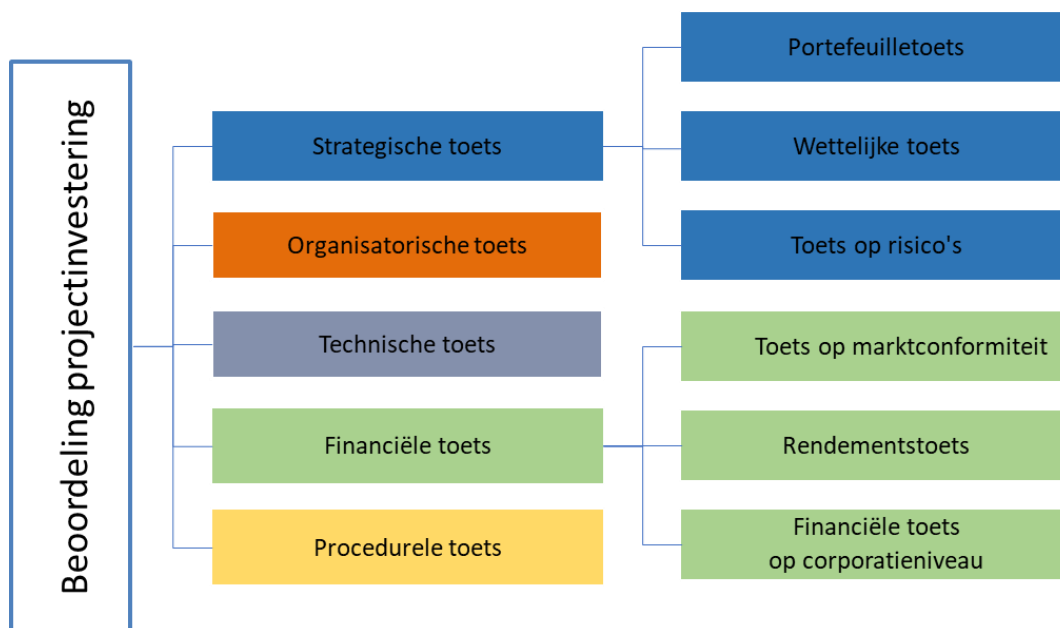 Beoordeling projectinvestering
Strategische toets
Organisatorische toets
Technische toets
Financiële toets
Procedurele toets
Portefeuilletoets
Wettelijke toets
Toets op risico's
Toets op marktconformiteit
Rendementstoets
Financiële toets
op corporatieniveau